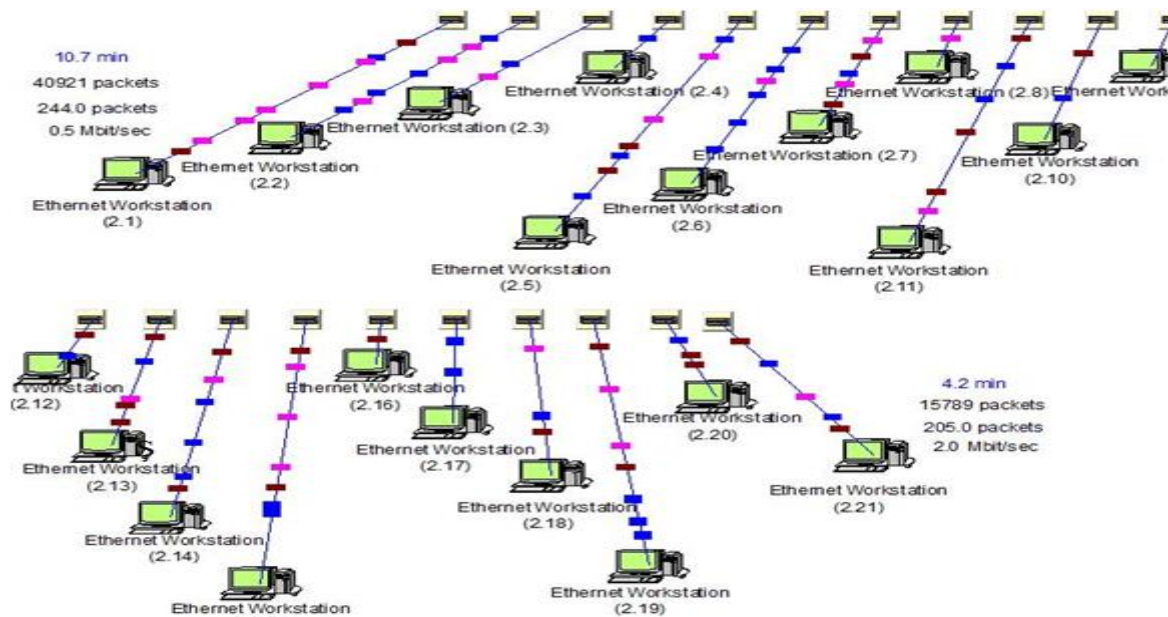 10.7 min
40921 packets
244.0 packets
0.5 Mbit/sec
Ethernet Workstation
(2.1)
Ethernet Workstation
(2.2)
Ethernet Workstation (2.3)
Ethernet Workstation (2.4)
Ethernet Workstation
(2.5)
Ethernet Workstation
(2.6)
Ethernet Workstation (2.7)
Ethernet Workstation (2.8)
Ethernet Work
Ethernet Workstation
(2.10)
Ethernet Workstation
(2.11)
t Workstation
(2.12)
Ethernet Workstation
(2.13)
Ethernet Workstation
(2.14)
Ethernet Workstation
Ethernet Workstation
(2.16)
Ethernet Workstation
(2.17)
Ethernet Workstation
(2.18)
Ethernet Workstation
(2.19)
Ethernet Workstation
(2.20)
Ethernet Workstation
(2.21)
4.2 min
15789 packets
205.0 packets
2.0 Mbit/sec